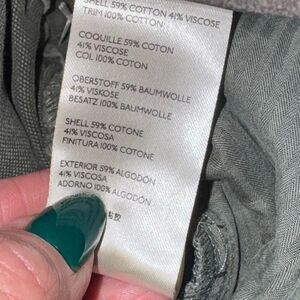 SHELL 59% COTTON 41% VISCOSE
TRIM 100% COTTON
COQUILLE 59% COTON
41% VISCOSE
COL 100% COTON
OBERSTOFF 59% BAUMWOLLE
41% VISKOSE
BESATZ 100% BAUMWOLLE
SHELL 59% COTONE
41% VISCOSA
FINITURA 100% COTONE
EXTERIOR 59% ALGODÓN
41% VISCOSA
ADORNO 100% ALGODÓN